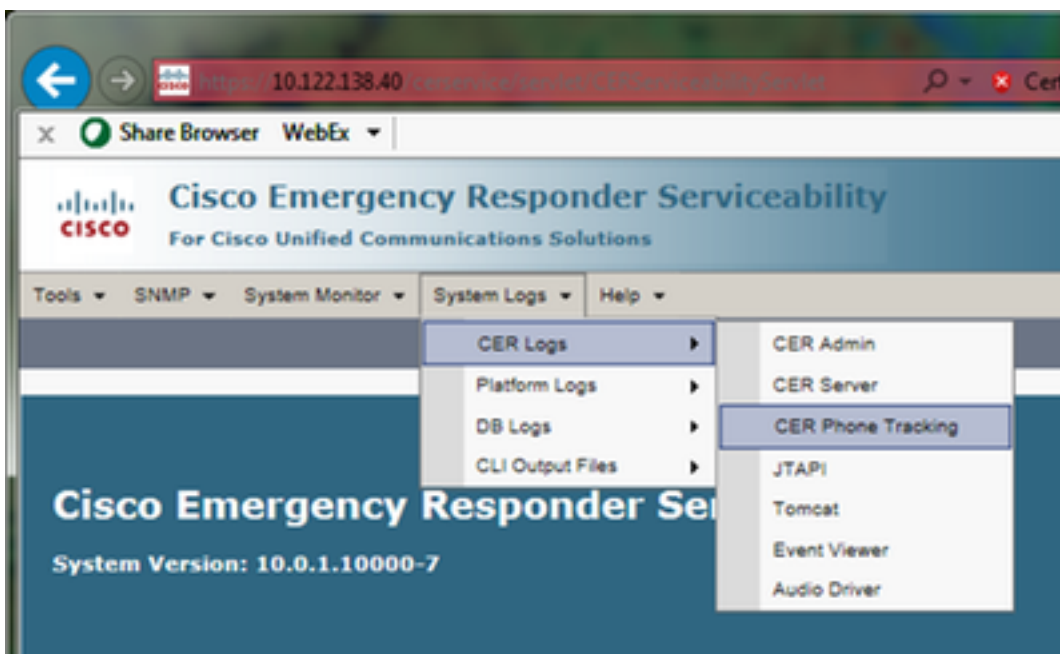 https://10.122.138.40/cerservice/servlet/CERServiceabilityServlet
Share Browser WebEx
CISCO
Cisco Emergency Responder Serviceability
For Cisco Unified Communications Solutions
Tools SNMP System Monitor System Logs Help
CER Logs
Platform Logs
DB Logs
CLI Output Files
CER Admin
CER Server
CER Phone Tracking
JTAPI
Tomcat
Event Viewer
Audio Driver
Cisco Emergency Responder Ser
System Version: 10.0.1.10000-7